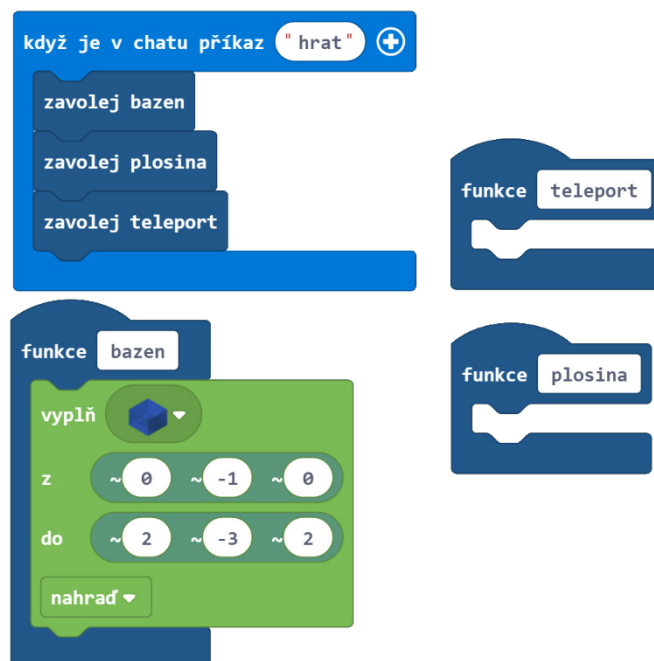 když je v chatu příkaz "hrat"
zavolej bazen
zavolej plosina
zavolej teleport
funkce teleport
funkce bazen
vyplň
z ~0 ~-1 ~0
do ~2 ~-3 ~2
nahraď
funkce plosina